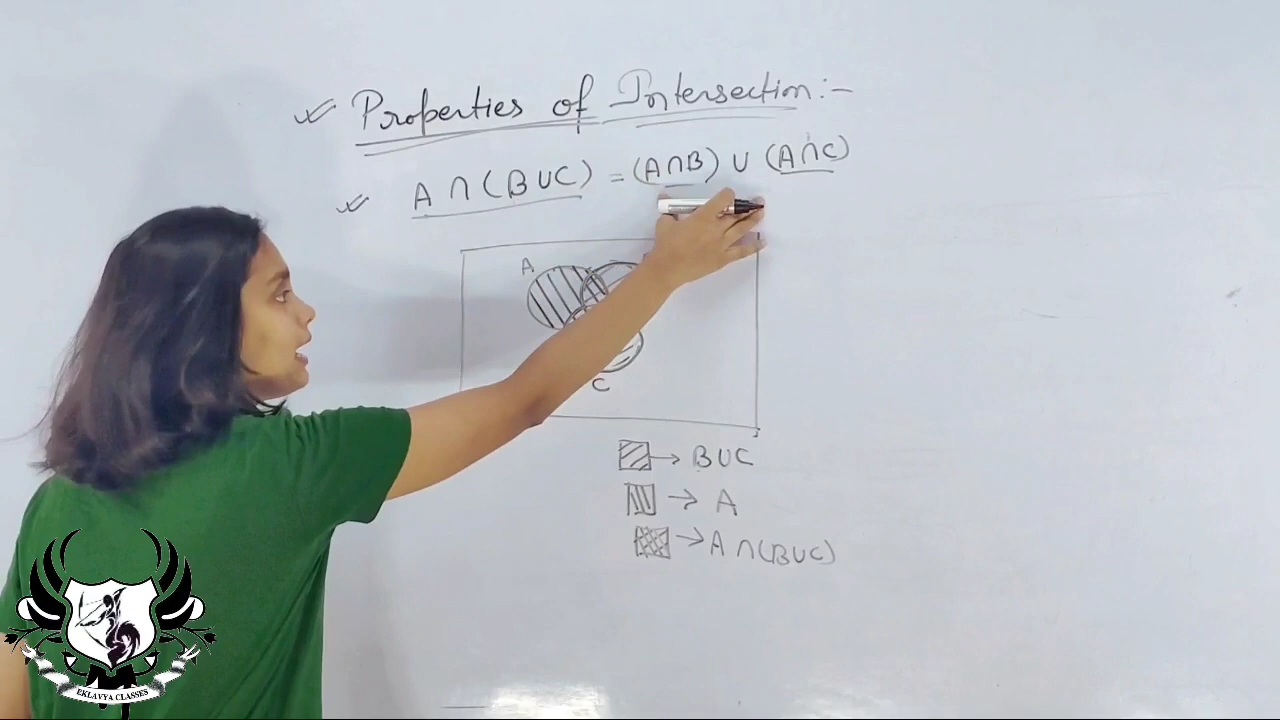 Properties of Intersection:-
A ∩ (B ∪ C) = (A ∩ B) ∪ (A ∩ C)
A
C
→ B ∪ C
→ A
→ A ∩ (B ∪ C)
EKLAVYA CLASSES